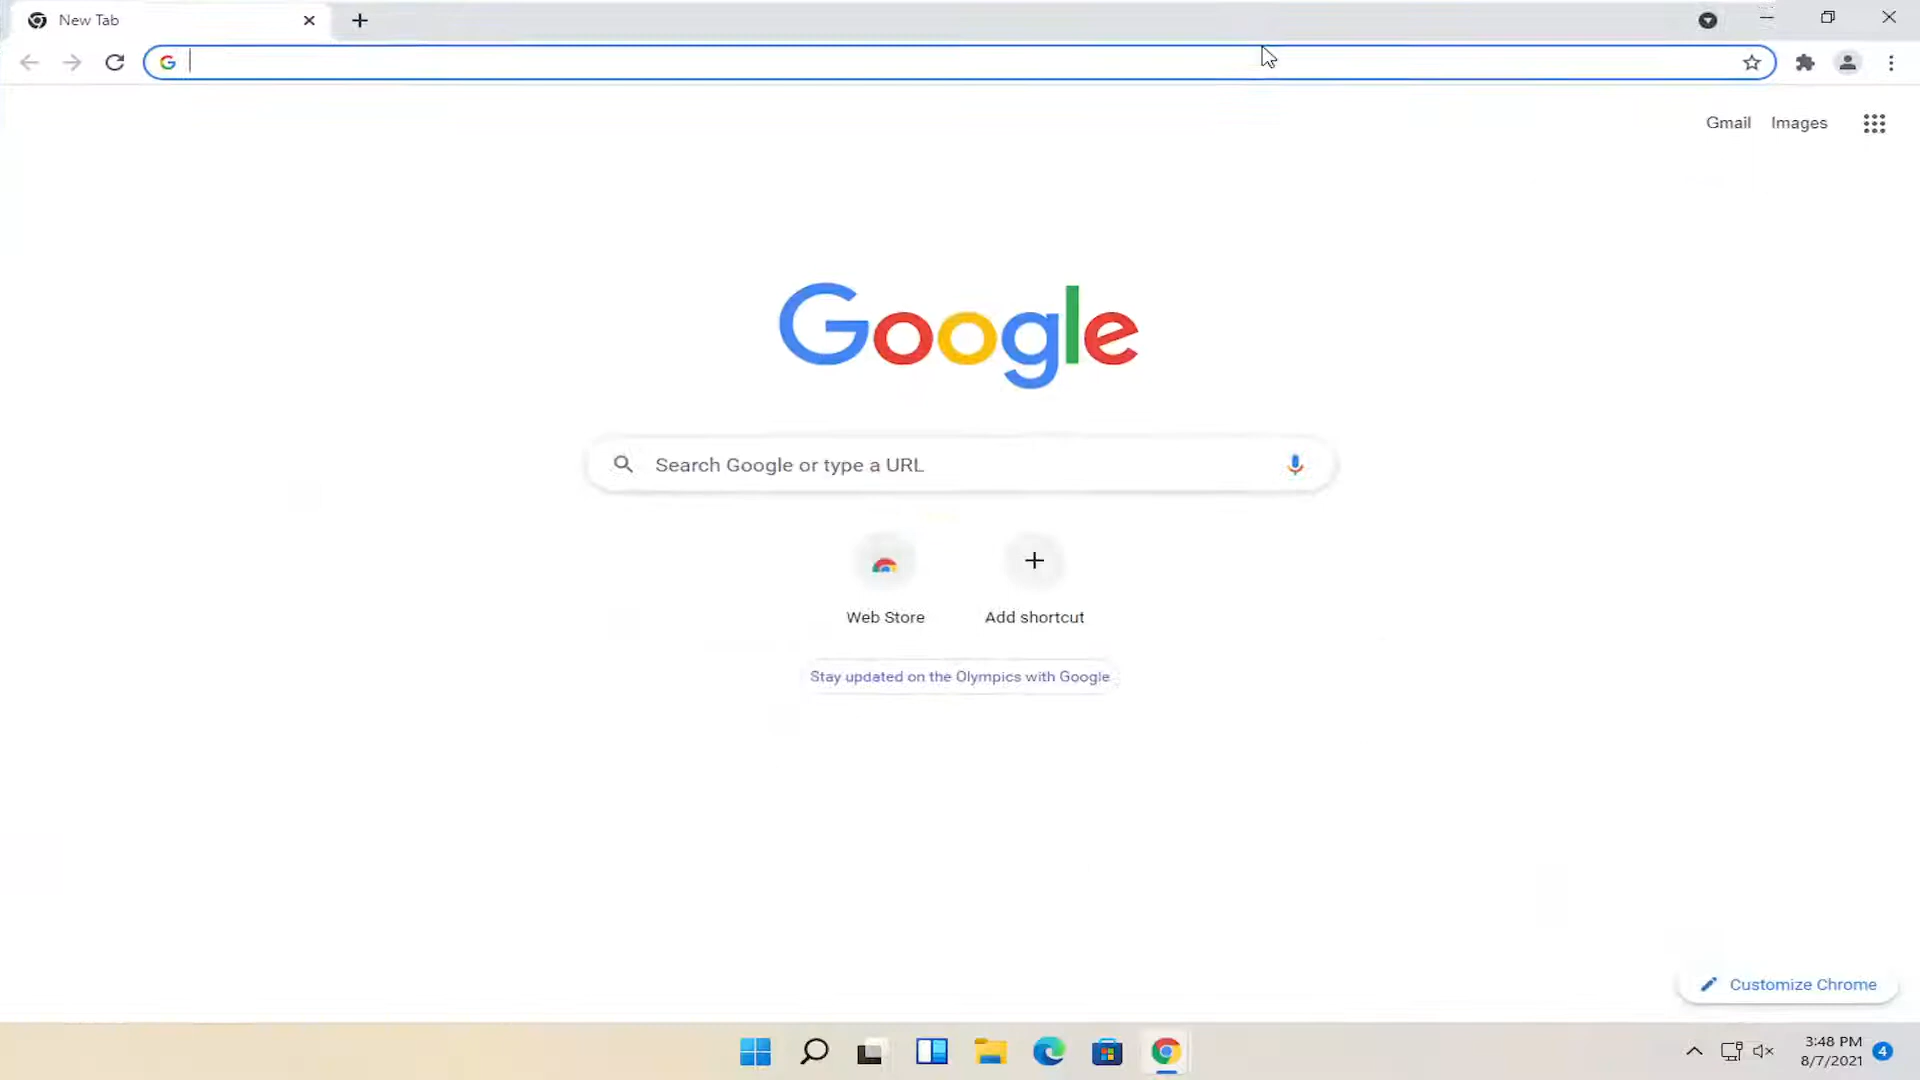 New Tab
Gmail Images
Google
Search Google or type a URL
Web Store
Add shortcut
Stay updated on the Olympics with Google
Customize Chrome
3:48 PM
8/7/2021
4